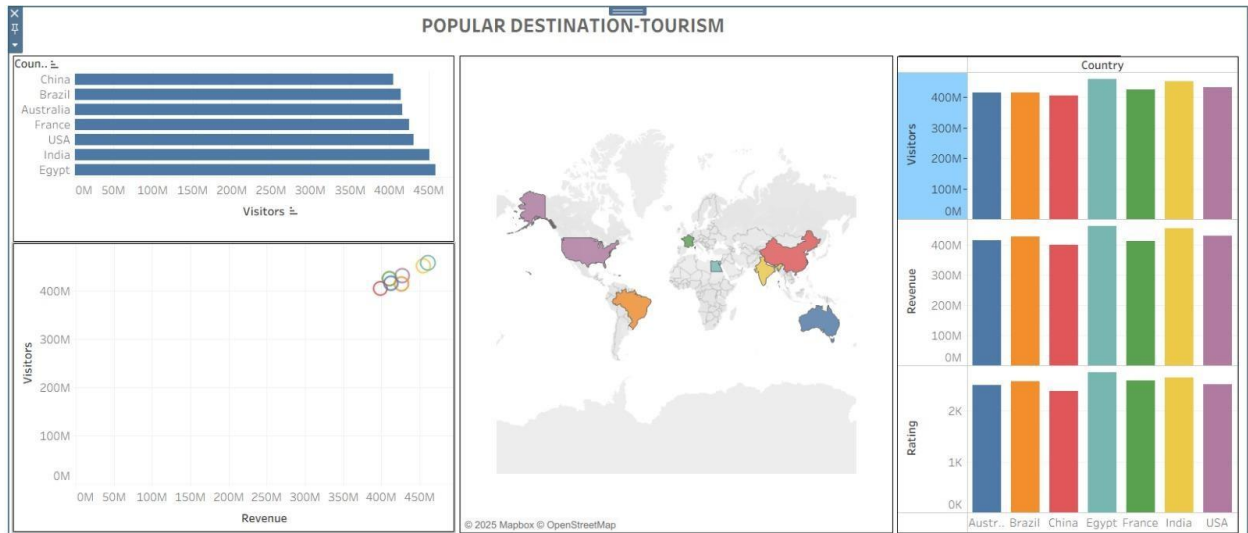 POPULAR DESTINATION-TOURISM
Coun..
China
Brazil
Australia
France
USA
India
Egypt
0M 50M 100M 150M 200M 250M 300M 350M 400M 450M
Visitors
400M
300M
200M
100M
0M
Visitors
0M 50M 100M 150M 200M 250M 300M 350M 400M 450M
Revenue
© 2025 Mapbox © OpenStreetMap
Country
Visitors
400M
300M
200M
100M
0M
Revenue
400M
300M
200M
100M
0M
Rating
2K
1K
0K
Austr.. Brazil China Egypt France India USA